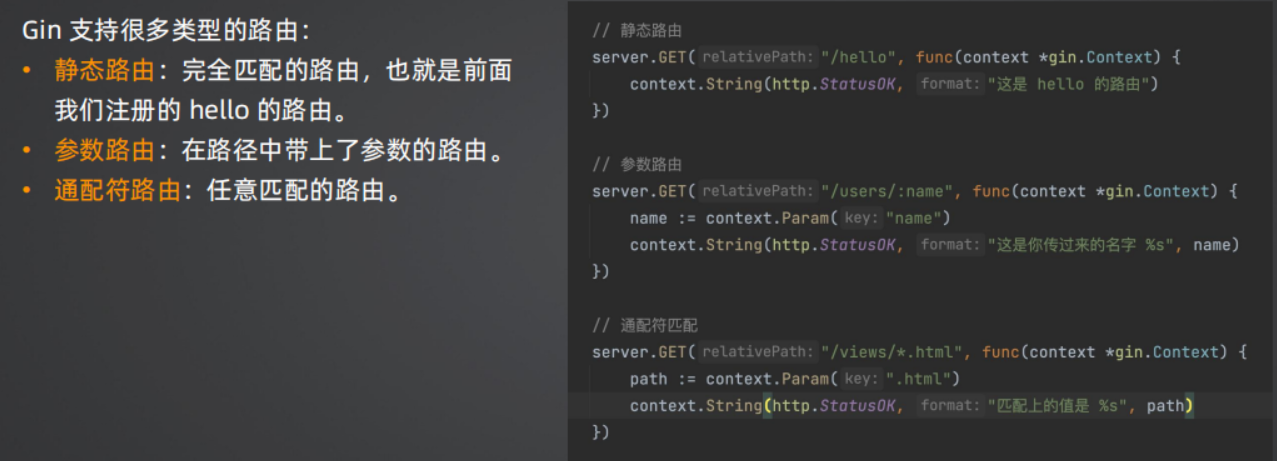 Gin 支持很多类型的路由：
• 静态路由：完全匹配的路由，也就是前面
我们注册的 hello 的路由。
• 参数路由：在路径中带上了参数的路由。
• 通配符路由：任意匹配的路由。
// 静态路由
server.GET( relativePath: "/hello", func(context *gin.Context) {
context.String(http.StatusOK, format: "这是 hello 的路由")
})
// 参数路由
server.GET( relativePath: "/users/:name", func(context *gin.Context) {
name := context.Param( key: "name")
context.String(http.StatusOK, format: "这是你传过来的名字 %s", name)
})
// 通配符匹配
server.GET( relativePath: "/views/*.html", func(context *gin.Context) {
path := context.Param( key: ".html")
context.String(http.StatusOK, format: "匹配上的值是 %s", path)
})